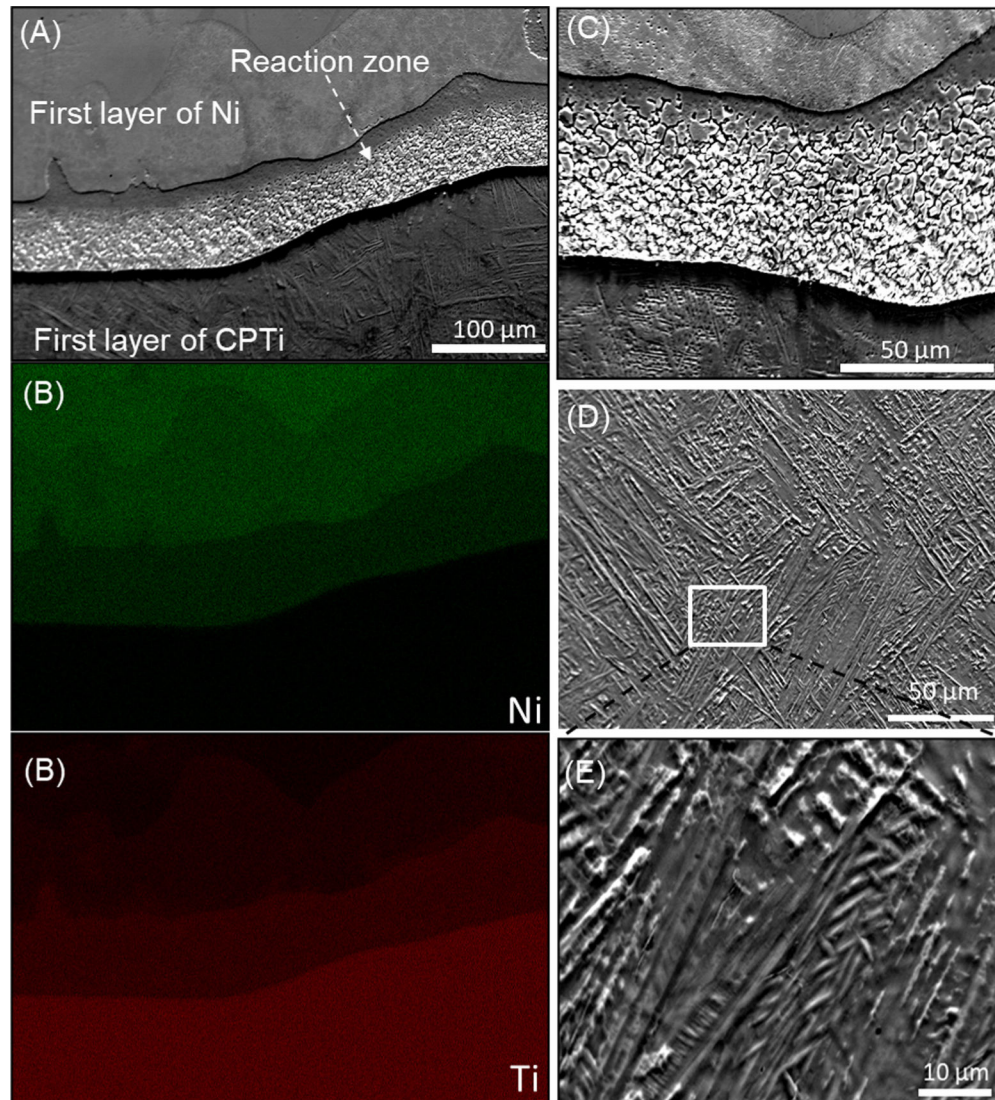 (A)
Reaction zone
First layer of Ni
First layer of CPTi
100 µm
(B)
Ni
(B)
Ti
(C)
50 µm
(D)
50 µm
(E)
10 µm